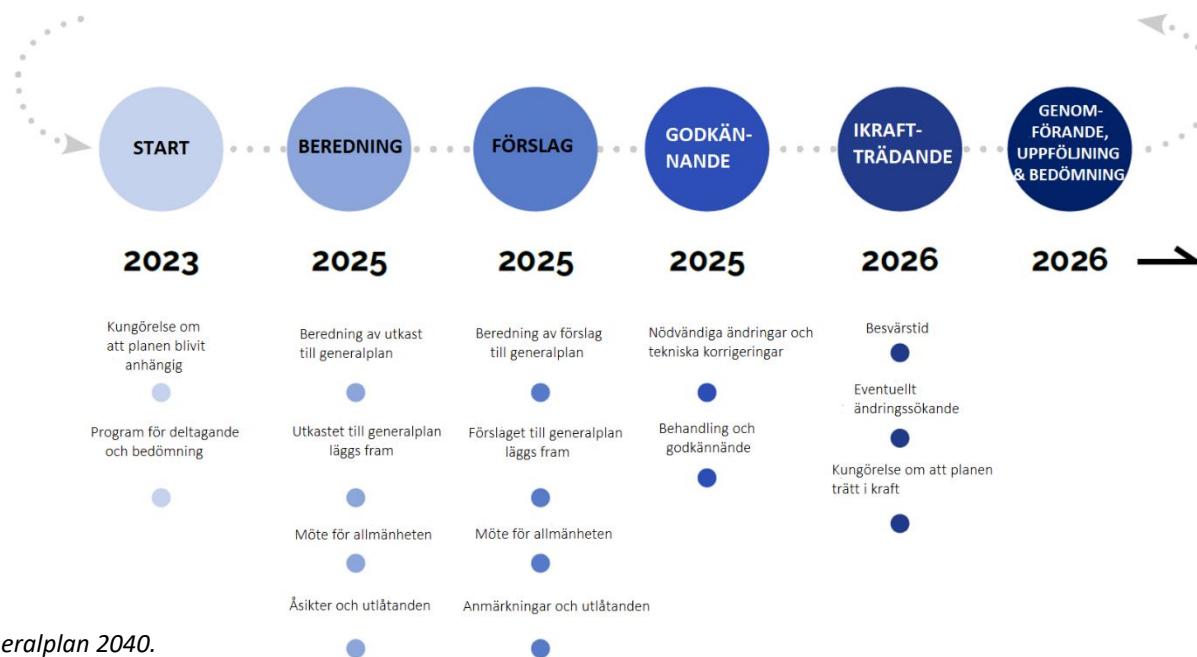 START
BEREDNING
FÖRSLAG
GODKÄN-
NANDE
IKRAFT-
TRÄDANDE
GENOM-
FÖRANDE,
UPPFÖLJNING
& BEDÖMNING
2023
2025
2025
2025
2026
2026
Kungörelse om
att planen blivit
anhängig
Program för deltagande
och bedömning
Beredning av utkast
till generalplan
Utkastet till generalplan
läggs fram
Möte för allmänheten
Åsikter och utlåtanden
Beredning av förslag
till generalplan
Förslaget till generalplan
läggs fram
Möte för allmänheten
Anmärkningar och utlåtanden
Nödvändiga ändringar och
tekniska korrigeringar
Behandling och
godkännände
Besvärstid
Eventuellt
ändringssökande
Kungörelse om att planen
trätt i kraft
eralplan 2040.